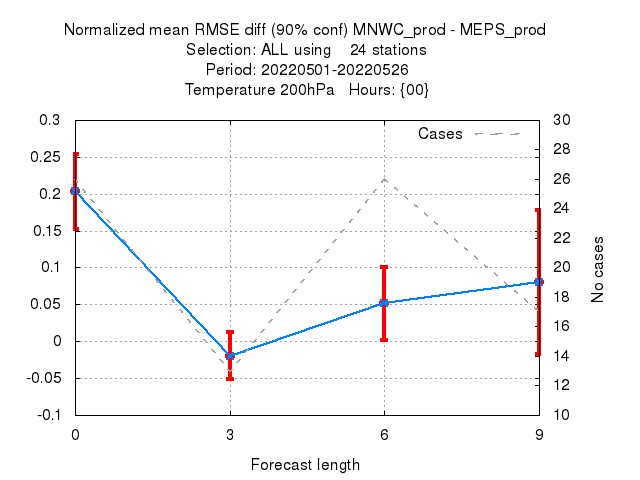 Normalized mean RMSE diff (90% conf) MNWC_prod - MEPS_prod
Selection: ALL using    24 stations
Period: 20220501-20220526
Temperature 200hPa   Hours: {00}
Cases
0.3
0.25
0.2
0.15
0.1
0.05
0
-0.05
-0.1
30
28
26
24
22
20
18
16
14
12
10
No cases
0 3 6 9
Forecast length